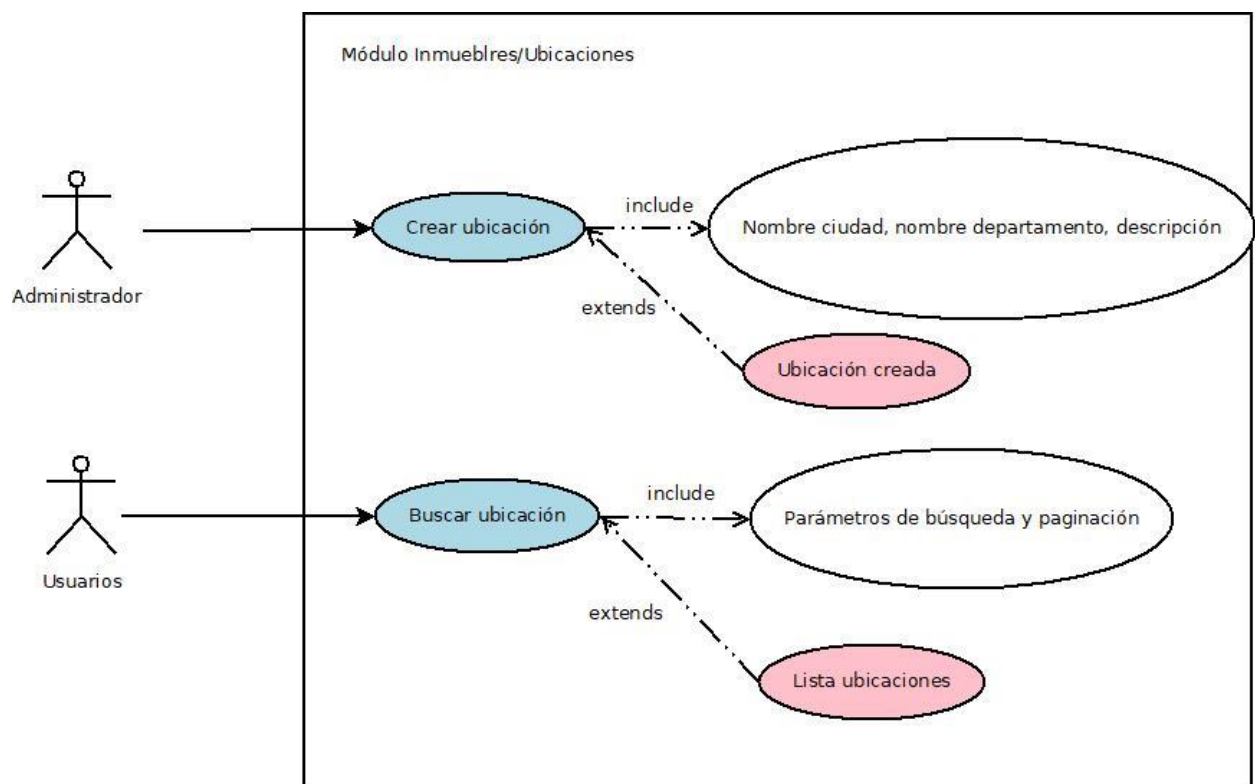 Módulo Inmueblres/Ubicaciones
include
Crear ubicación
Nombre ciudad, nombre departamento, descripción
Administrador
extends
Ubicación creada
include
Buscar ubicación
Parámetros de búsqueda y paginación
Usuarios
extends
Lista ubicaciones